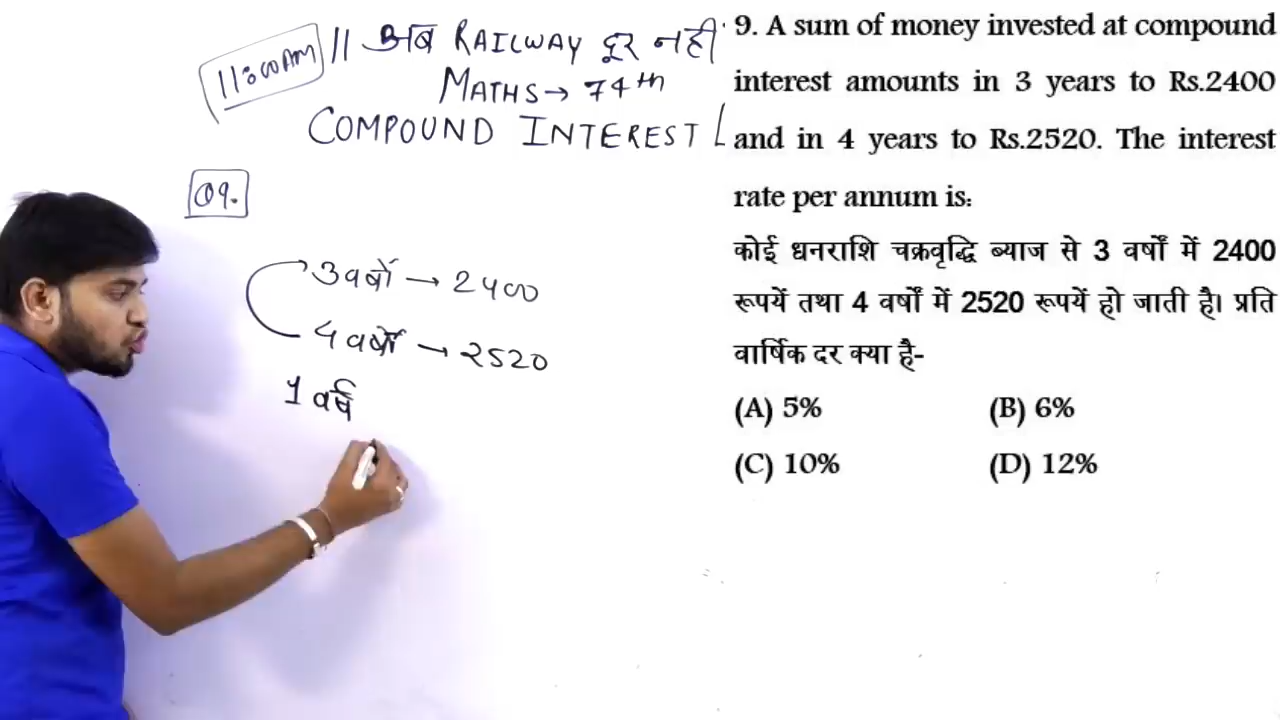 11:00AM || अब RAILWAY दूर नही
MATHS → 74th
COMPOUND INTEREST
09.
3 वर्षो → 2400
4 वर्षो → 2520
1 वर्ष
9. A sum of money invested at compound
interest amounts in 3 years to Rs.2400
and in 4 years to Rs.2520. The interest
rate per annum is:
कोई धनराशि चक्रवृद्धि ब्याज से 3 वर्षों में 2400
रूपयें तथा 4 वर्षों में 2520 रूपयें हो जाती है। प्रति
वार्षिक दर क्या है-
(A) 5% (B) 6%
(C) 10% (D) 12%